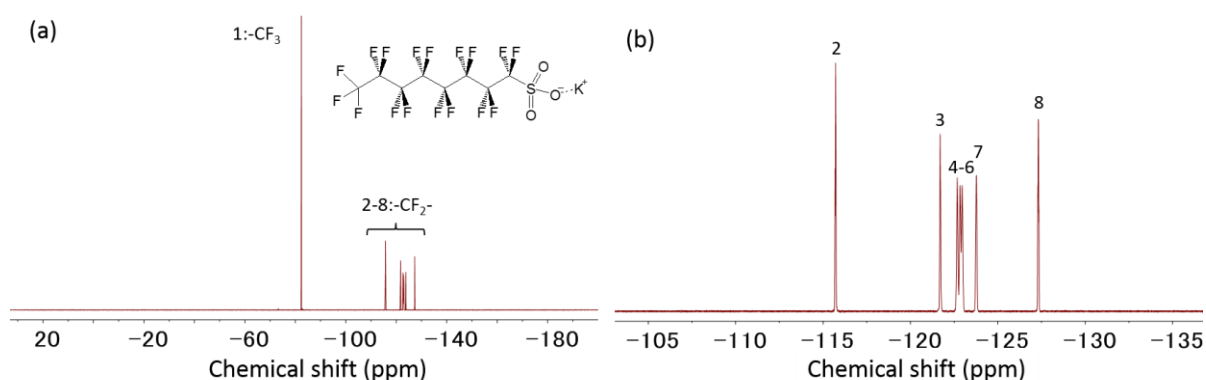 (a)
1:-CF₃
F F F F F F F F
F
F
F
F F F F F F
S
O
O
O⁻
K⁺
2-8:-CF₂-
20 −20 −60 −100 −140 −180
Chemical shift (ppm)
(b)
2
3
4-6
7
8
−105 −110 −115 −121 −125 −130 −135
Chemical shift (ppm)